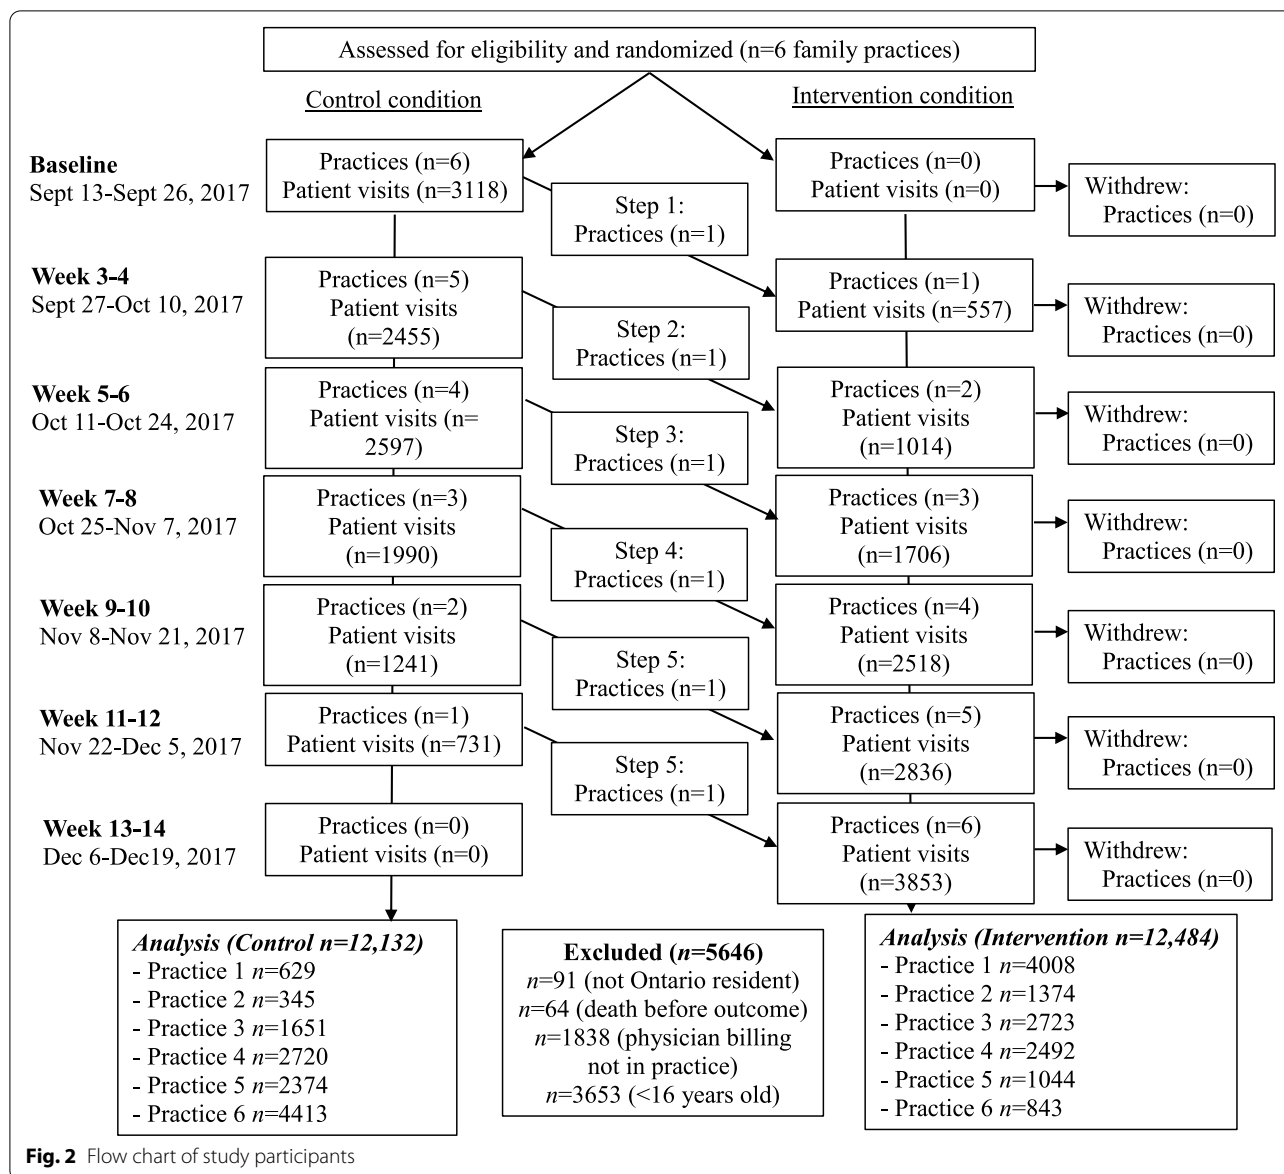 Assessed for eligibility and randomized (n=6 family practices)
Control condition
Intervention condition
Baseline
Sept 13-Sept 26, 2017
Practices (n=6)
Patient visits (n=3118)
Step 1:
Practices (n=1)
Practices (n=0)
Patient visits (n=0)
Withdrew:
Practices (n=0)
Week 3-4
Sept 27-Oct 10, 2017
Practices (n=5)
Patient visits
(n=2455)
Step 2:
Practices (n=1)
Practices (n=1)
Patient visits (n=557)
Withdrew:
Practices (n=0)
Week 5-6
Oct 11-Oct 24, 2017
Practices (n=4)
Patient visits (n=
2597)
Step 3:
Practices (n=1)
Practices (n=2)
Patient visits
(n=1014)
Withdrew:
Practices (n=0)
Week 7-8
Oct 25-Nov 7, 2017
Practices (n=3)
Patient visits
(n=1990)
Step 4:
Practices (n=1)
Practices (n=3)
Patient visits
(n=1706)
Withdrew:
Practices (n=0)
Week 9-10
Nov 8-Nov 21, 2017
Practices (n=2)
Patient visits
(n=1241)
Step 5:
Practices (n=1)
Practices (n=4)
Patient visits
(n=2518)
Withdrew:
Practices (n=0)
Week 11-12
Nov 22-Dec 5, 2017
Practices (n=1)
Patient visits (n=731)
Step 5:
Practices (n=1)
Practices (n=5)
Patient visits
(n=2836)
Withdrew:
Practices (n=0)
Week 13-14
Dec 6-Dec19, 2017
Practices (n=0)
Patient visits (n=0)
Practices (n=6)
Patient visits
(n=3853)
Withdrew:
Practices (n=0)
Analysis (Control n=12,132)
- Practice 1 n=629
- Practice 2 n=345
- Practice 3 n=1651
- Practice 4 n=2720
- Practice 5 n=2374
- Practice 6 n=4413
Excluded (n=5646)
n=91 (not Ontario resident)
n=64 (death before outcome)
n=1838 (physician billing
not in practice)
n=3653 (<16 years old)
Analysis (Intervention n=12,484)
- Practice 1 n=4008
- Practice 2 n=1374
- Practice 3 n=2723
- Practice 4 n=2492
- Practice 5 n=1044
- Practice 6 n=843
Fig. 2 Flow chart of study participants